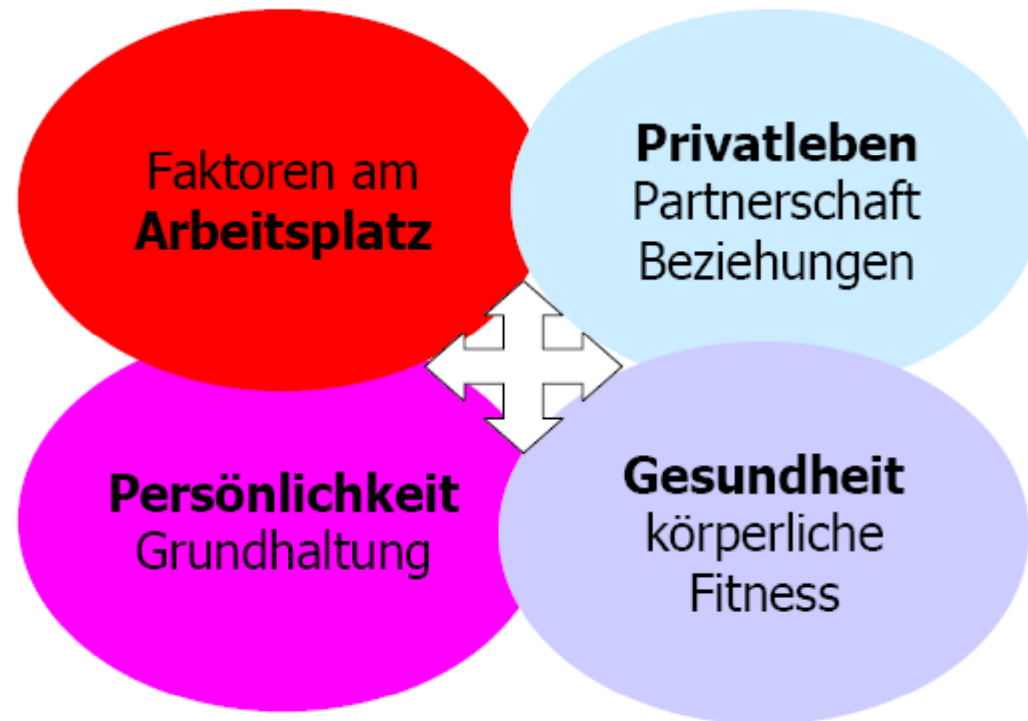 Faktoren am
Arbeitsplatz
Privatleben
Partnerschaft
Beziehungen
Persönlichkeit
Grundhaltung
Gesundheit
körperliche
Fitness